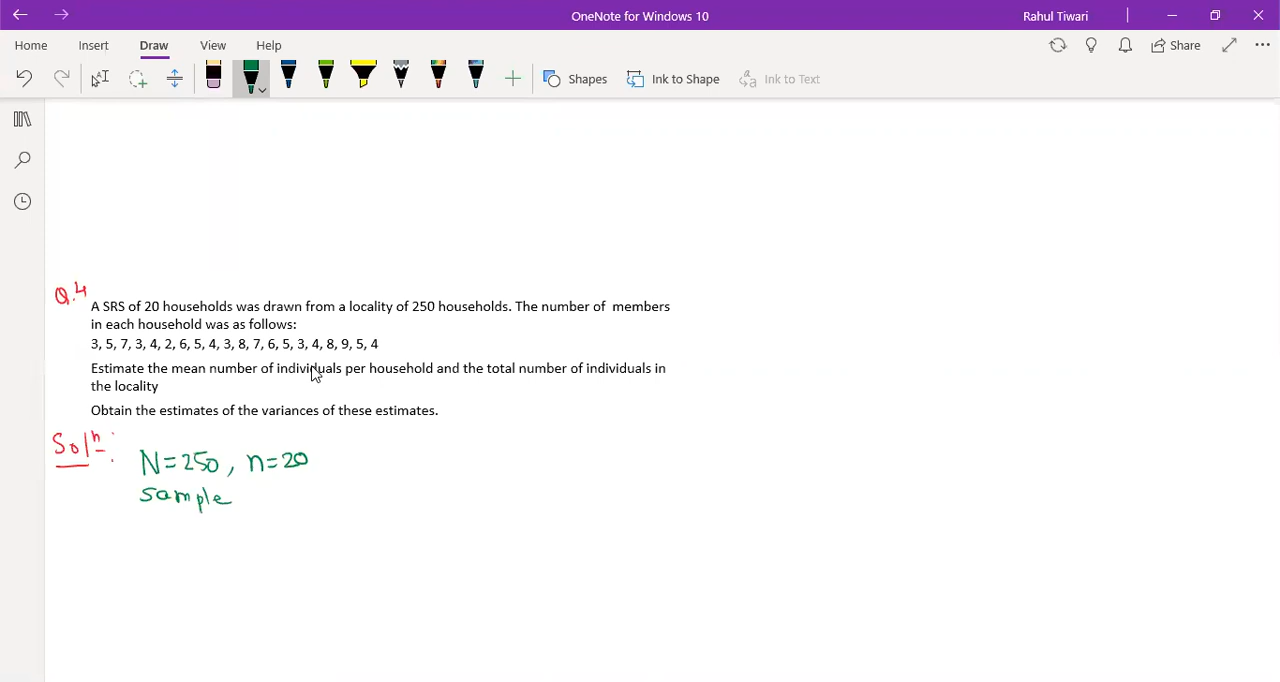 OneNote for Windows 10
Rahul Tiwari
Home Insert Draw View Help
Share
Shapes
Ink to Shape
Ink to Text
Q.4
A SRS of 20 households was drawn from a locality of 250 households. The number of members
in each household was as follows:
3, 5, 7, 3, 4, 2, 6, 5, 4, 3, 8, 7, 6, 5, 3, 4, 8, 9, 5, 4
Estimate the mean number of individuals per household and the total number of individuals in
the locality
Obtain the estimates of the variances of these estimates.
Solⁿ:
N=250, n=20
sample